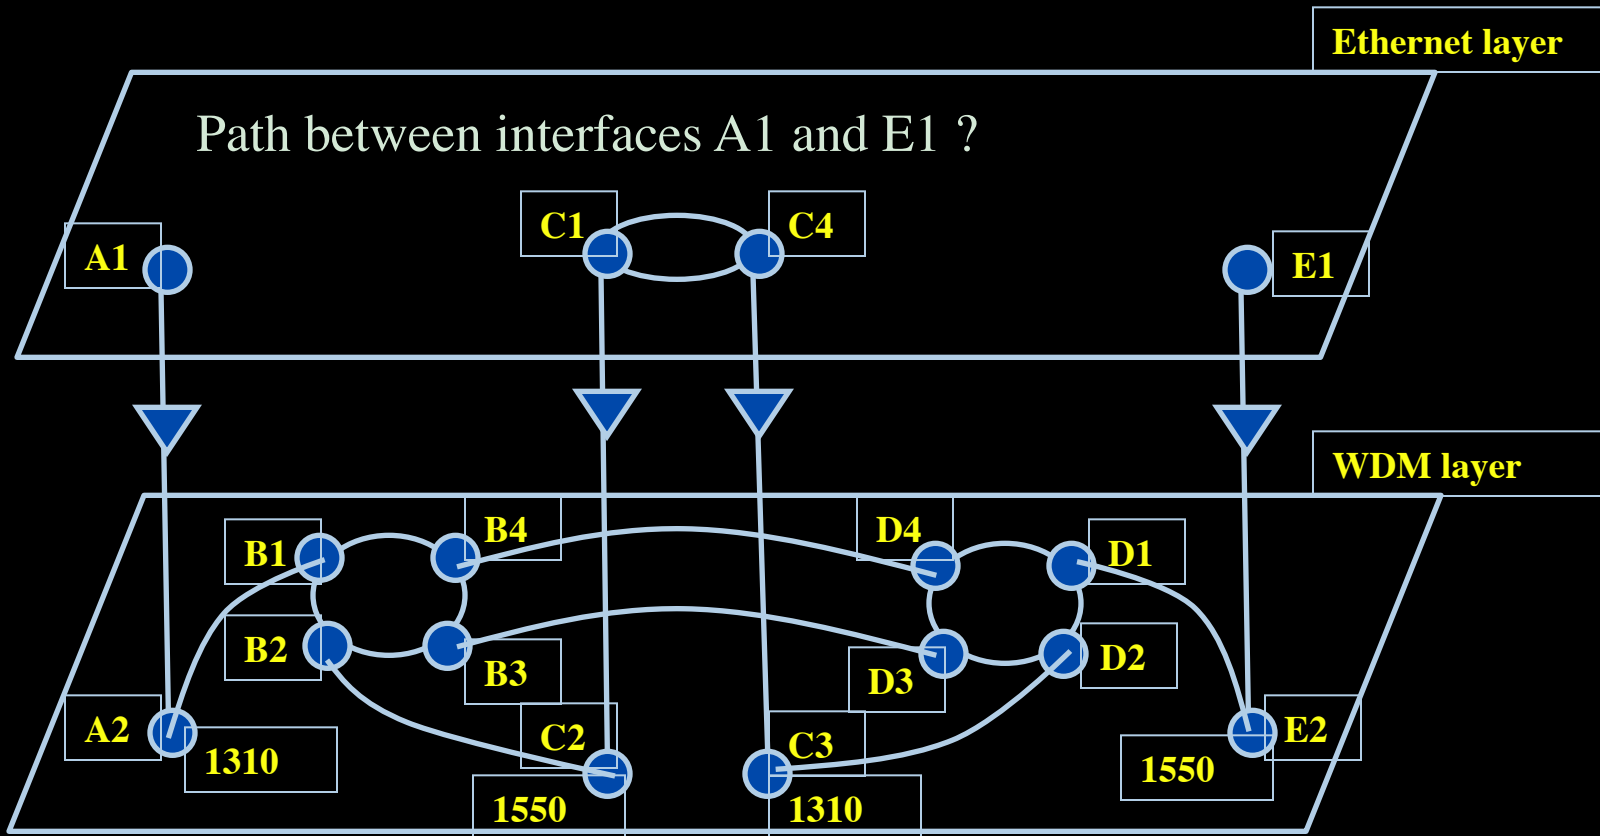 Ethernet layer
Path between interfaces A1 and E1 ?
C1
C4
A1
E1
WDM layer
B4
D4
B1
D1
B2
B3
D2
D3
A2
C2
C3
E2
1310
1550
1550
1310